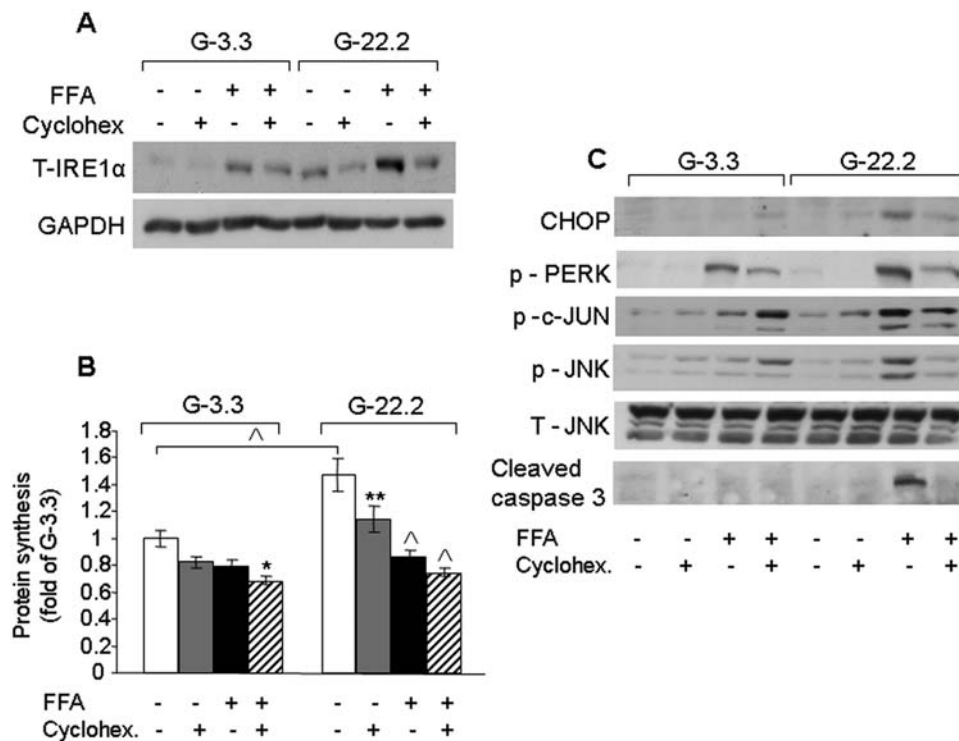 A
G-3.3 G-22.2
FFA - - + + - - + +
Cyclohex - + - + - + - +
T-IRE1α
GAPDH
B
G-3.3 G-22.2
Protein synthesis
(fold of G-3.3)
1.8
1.6
1.4
1.2
1
0.8
0.6
0.4
0.2
0
^
*
**
^
^
FFA - - + + - - + +
Cyclohex. - + - + - + - +
C
G-3.3 G-22.2
CHOP
p - PERK
p -c-JUN
p - JNK
T - JNK
Cleaved
caspase 3
FFA - - + + - - + +
Cyclohex. - + - + - + - +